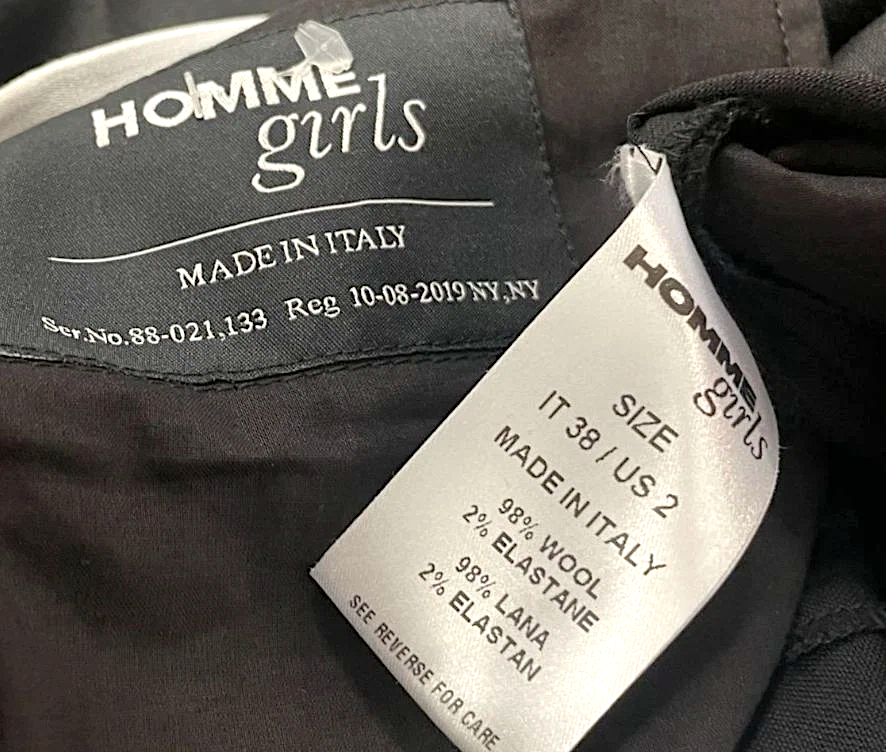 HOMME
girls
MADE IN ITALY
Ser.No.88-021,133 Reg 10-08-2019 NY,NY
HOMME
girls
SIZE
IT 38 / US 2
MADE IN ITALY
98% WOOL
2% ELASTANE
98% LANA
2% ELASTAN
SEE REVERSE FOR CARE